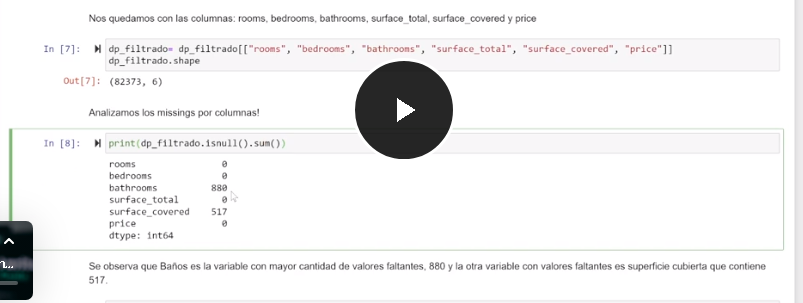 Nos quedamos con las columnas: rooms, bedrooms, bathrooms, surface_total, surface_covered y price
In [7]: dp_filtrado= dp_filtrado[["rooms", "bedrooms", "bathrooms", "surface_total", "surface_covered", "price"]]
dp_filtrado.shape
Out[7]: (82373, 6)
Analizamos los missings por columnas!
In [8]: print(dp_filtrado.isnull().sum())
rooms 0
bedrooms 0
bathrooms 880
surface_total 0
surface_covered 517
price 0
dtype: int64
n...
Se observa que Baños es la variable con mayor cantidad de valores faltantes, 880 y la otra variable con valores faltantes es superficie cubierta que contiene
517.